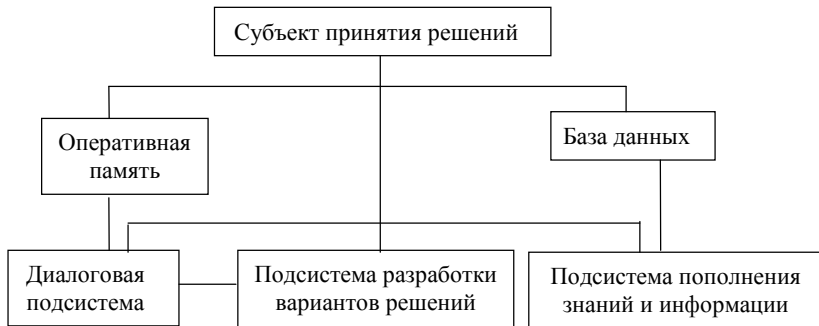 Субъект принятия решений
Оперативная
память
База данных
Диалоговая
подсистема
Подсистема разработки
вариантов решений
Подсистема пополнения
знаний и информации